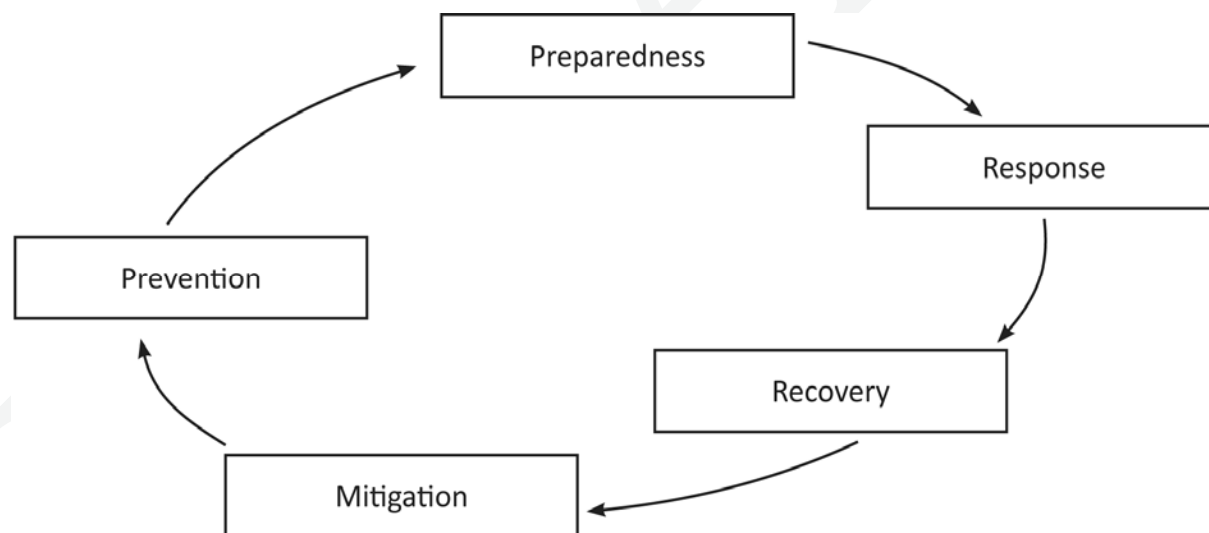 Preparedness
Response
Prevention
Recovery
Mitigation